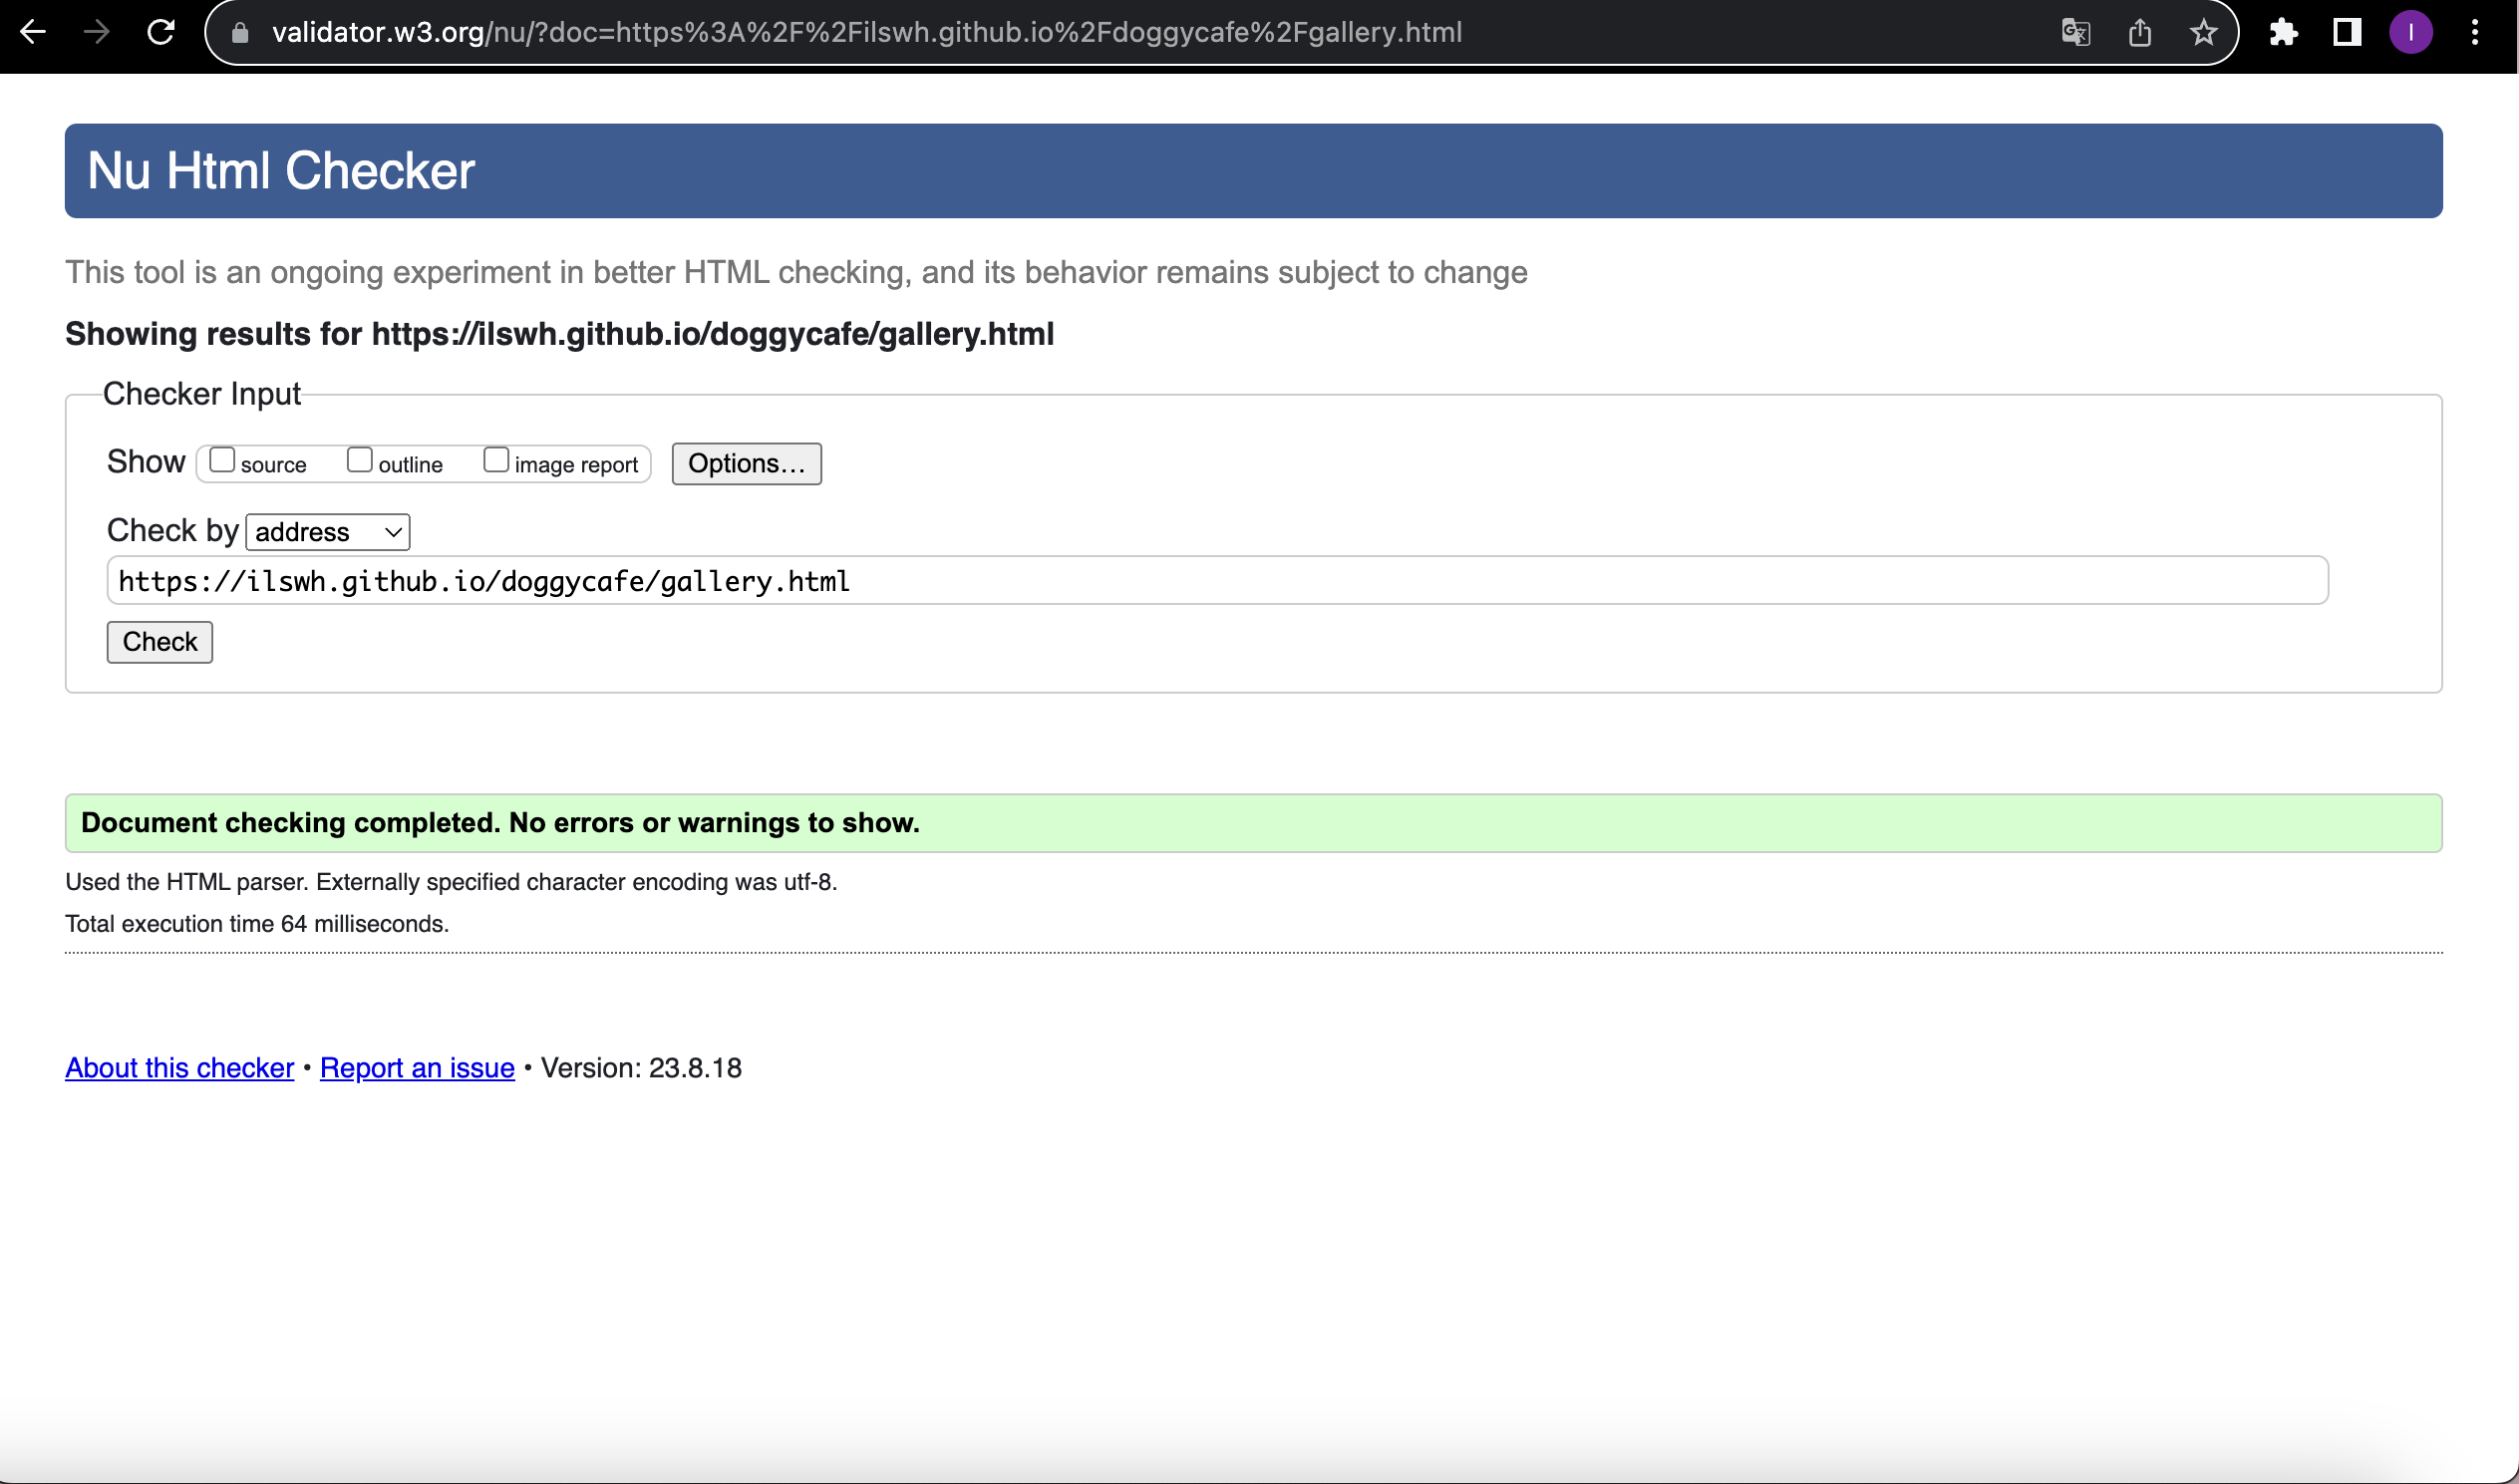 validator.w3.org/nu/?doc=https%3A%2F%2Filswh.github.io%2Fdoggycafe%2Fgallery.html
I
Nu Html Checker
This tool is an ongoing experiment in better HTML checking, and its behavior remains subject to change
Showing results for https://ilswh.github.io/doggycafe/gallery.html
Checker Input
Show source outline image report Options...
Check by address
https://ilswh.github.io/doggycafe/gallery.html
Check
Document checking completed. No errors or warnings to show.
Used the HTML parser. Externally specified character encoding was utf-8.
Total execution time 64 milliseconds.
About this checker • Report an issue • Version: 23.8.18